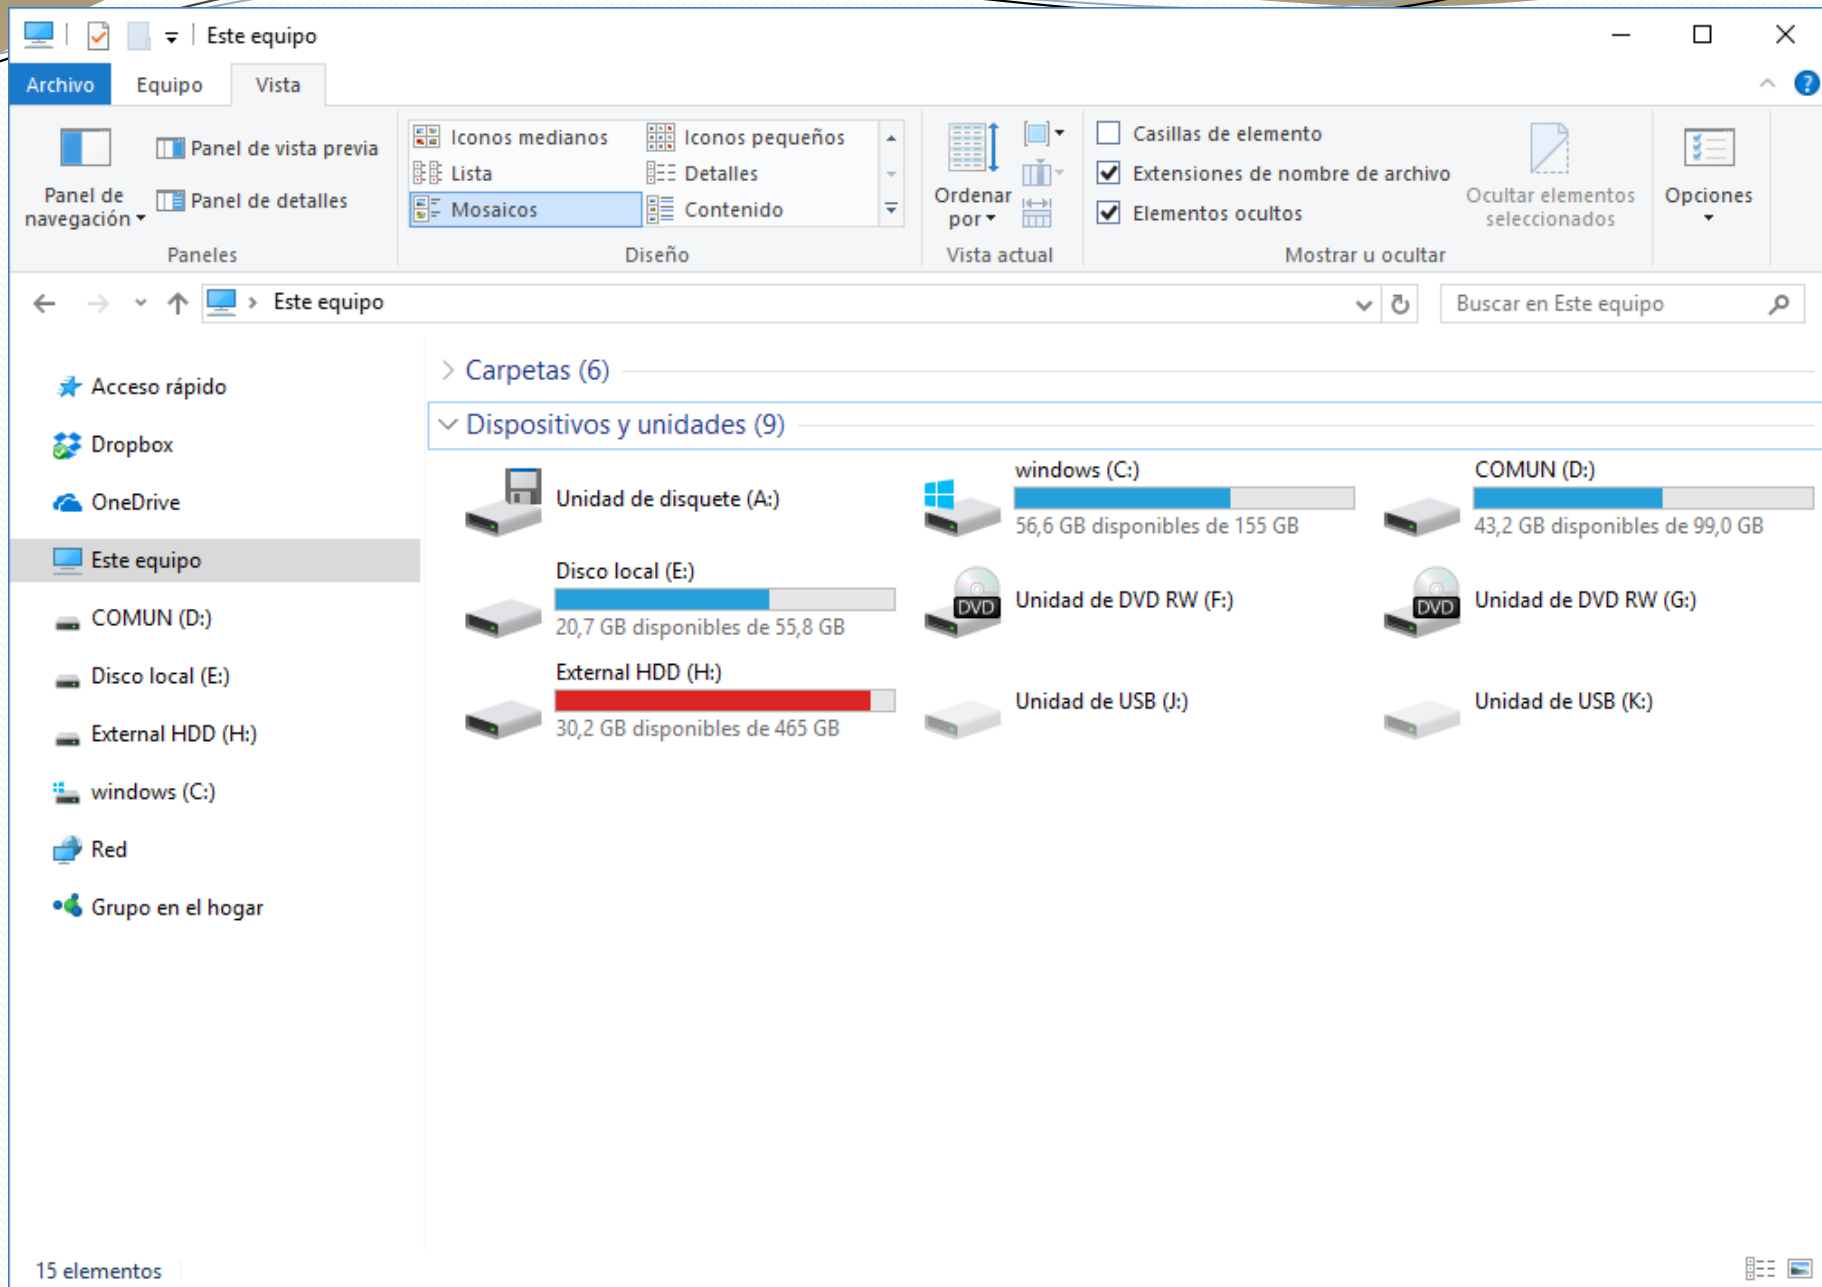 Este equipo
Archivo Equipo Vista
Panel de navegación
Panel de vista previa
Panel de detalles
Paneles
Iconos medianos Iconos pequeños
Lista Detalles
Mosaicos Contenido
Diseño
Ordenar por
Vista actual
Casillas de elemento
Extensiones de nombre de archivo
Elementos ocultos
Ocultar elementos
seleccionados
Mostrar u ocultar
Opciones
Este equipo
Buscar en Este equipo
Acceso rápido
Dropbox
OneDrive
Este equipo
COMUN (D:)
Disco local (E:)
External HDD (H:)
windows (C:)
Red
Grupo en el hogar
Carpetas (6)
Dispositivos y unidades (9)
Unidad de disquete (A:)
windows (C:)
56,6 GB disponibles de 155 GB
COMUN (D:)
43,2 GB disponibles de 99,0 GB
Disco local (E:)
20,7 GB disponibles de 55,8 GB
DVD
Unidad de DVD RW (F:)
DVD
Unidad de DVD RW (G:)
External HDD (H:)
30,2 GB disponibles de 465 GB
Unidad de USB (J:)
Unidad de USB (K:)
15 elementos